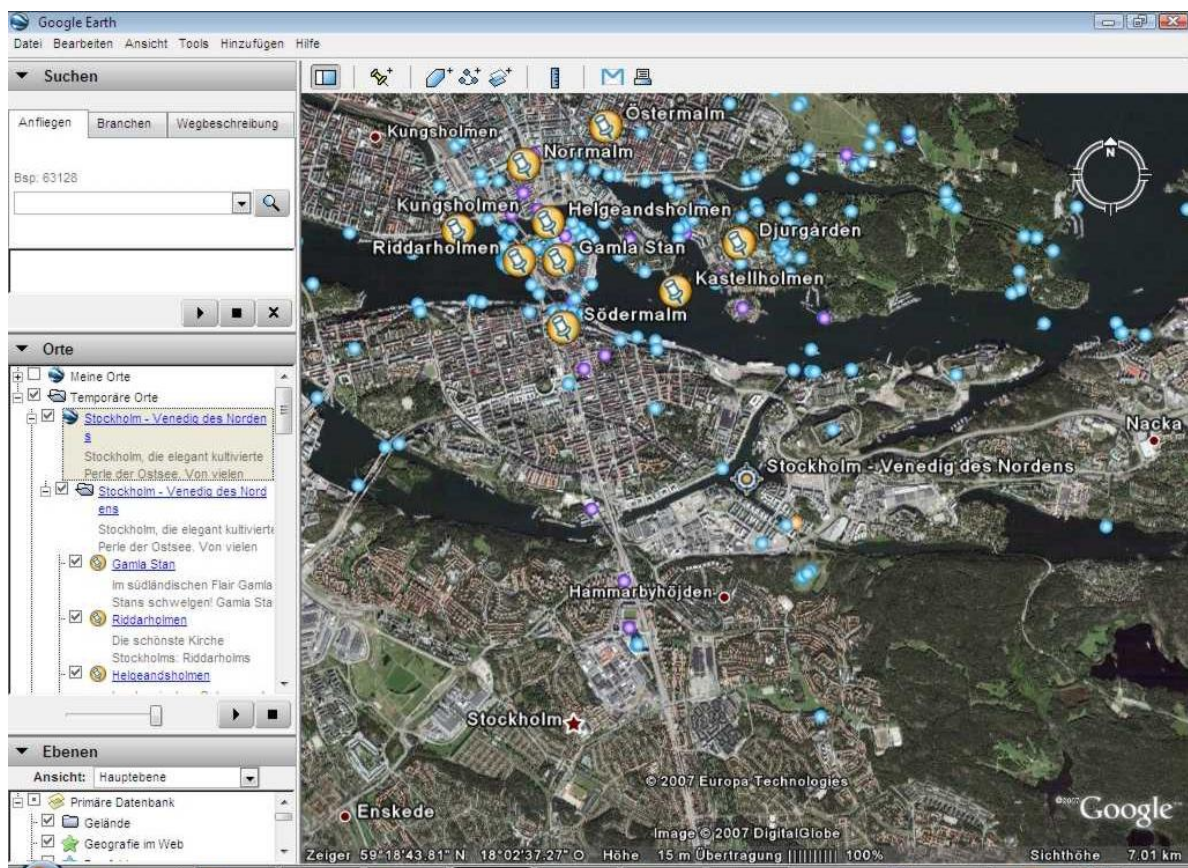 Google Earth
Datei Bearbeiten Ansicht Tools Hinzufügen Hilfe
Suchen
Anfliegen Branchen Wegbeschreibung
Bsp: 63128
Orte
Meine Orte
Temporäre Orte
Stockholm - Venedig des Norden
s
Stockholm, die elegant kultivierte
Perle der Ostsee. Von vielen
Stockholm - Venedig des Nord
ens
Stockholm, die elegant kultivierte
Perle der Ostsee. Von vielen
Gamla Stan
Im südländischen Flair Gamla
Stans schwelgen! Gamla Sta
Riddarholmen
Die schönste Kirche
Stockholms: Riddarholms
Helgeandsholmen
Ebenen
Ansicht: Hauptebene
Primäre Datenbank
Gelände
Geografie im Web
Östermalm
Kungsholmen
Norrmalm
N
Kungsholmen
Helgeandsholmen
Djurgården
Riddarholmen
Gamla Stan
Kastellholmen
Södermalm
Nacka
Stockholm - Venedig des Nordens
Hammarbyhöjden
Stockholm
© 2007 Europa Technologies
Enskede
©2007 Google™
Image © 2007 DigitalGlobe
Zeiger 59°18'43.81" N 18°02'37.27" O Höhe 15 m Übertragung |||||||||| 100% Sichthöhe 7.01 km